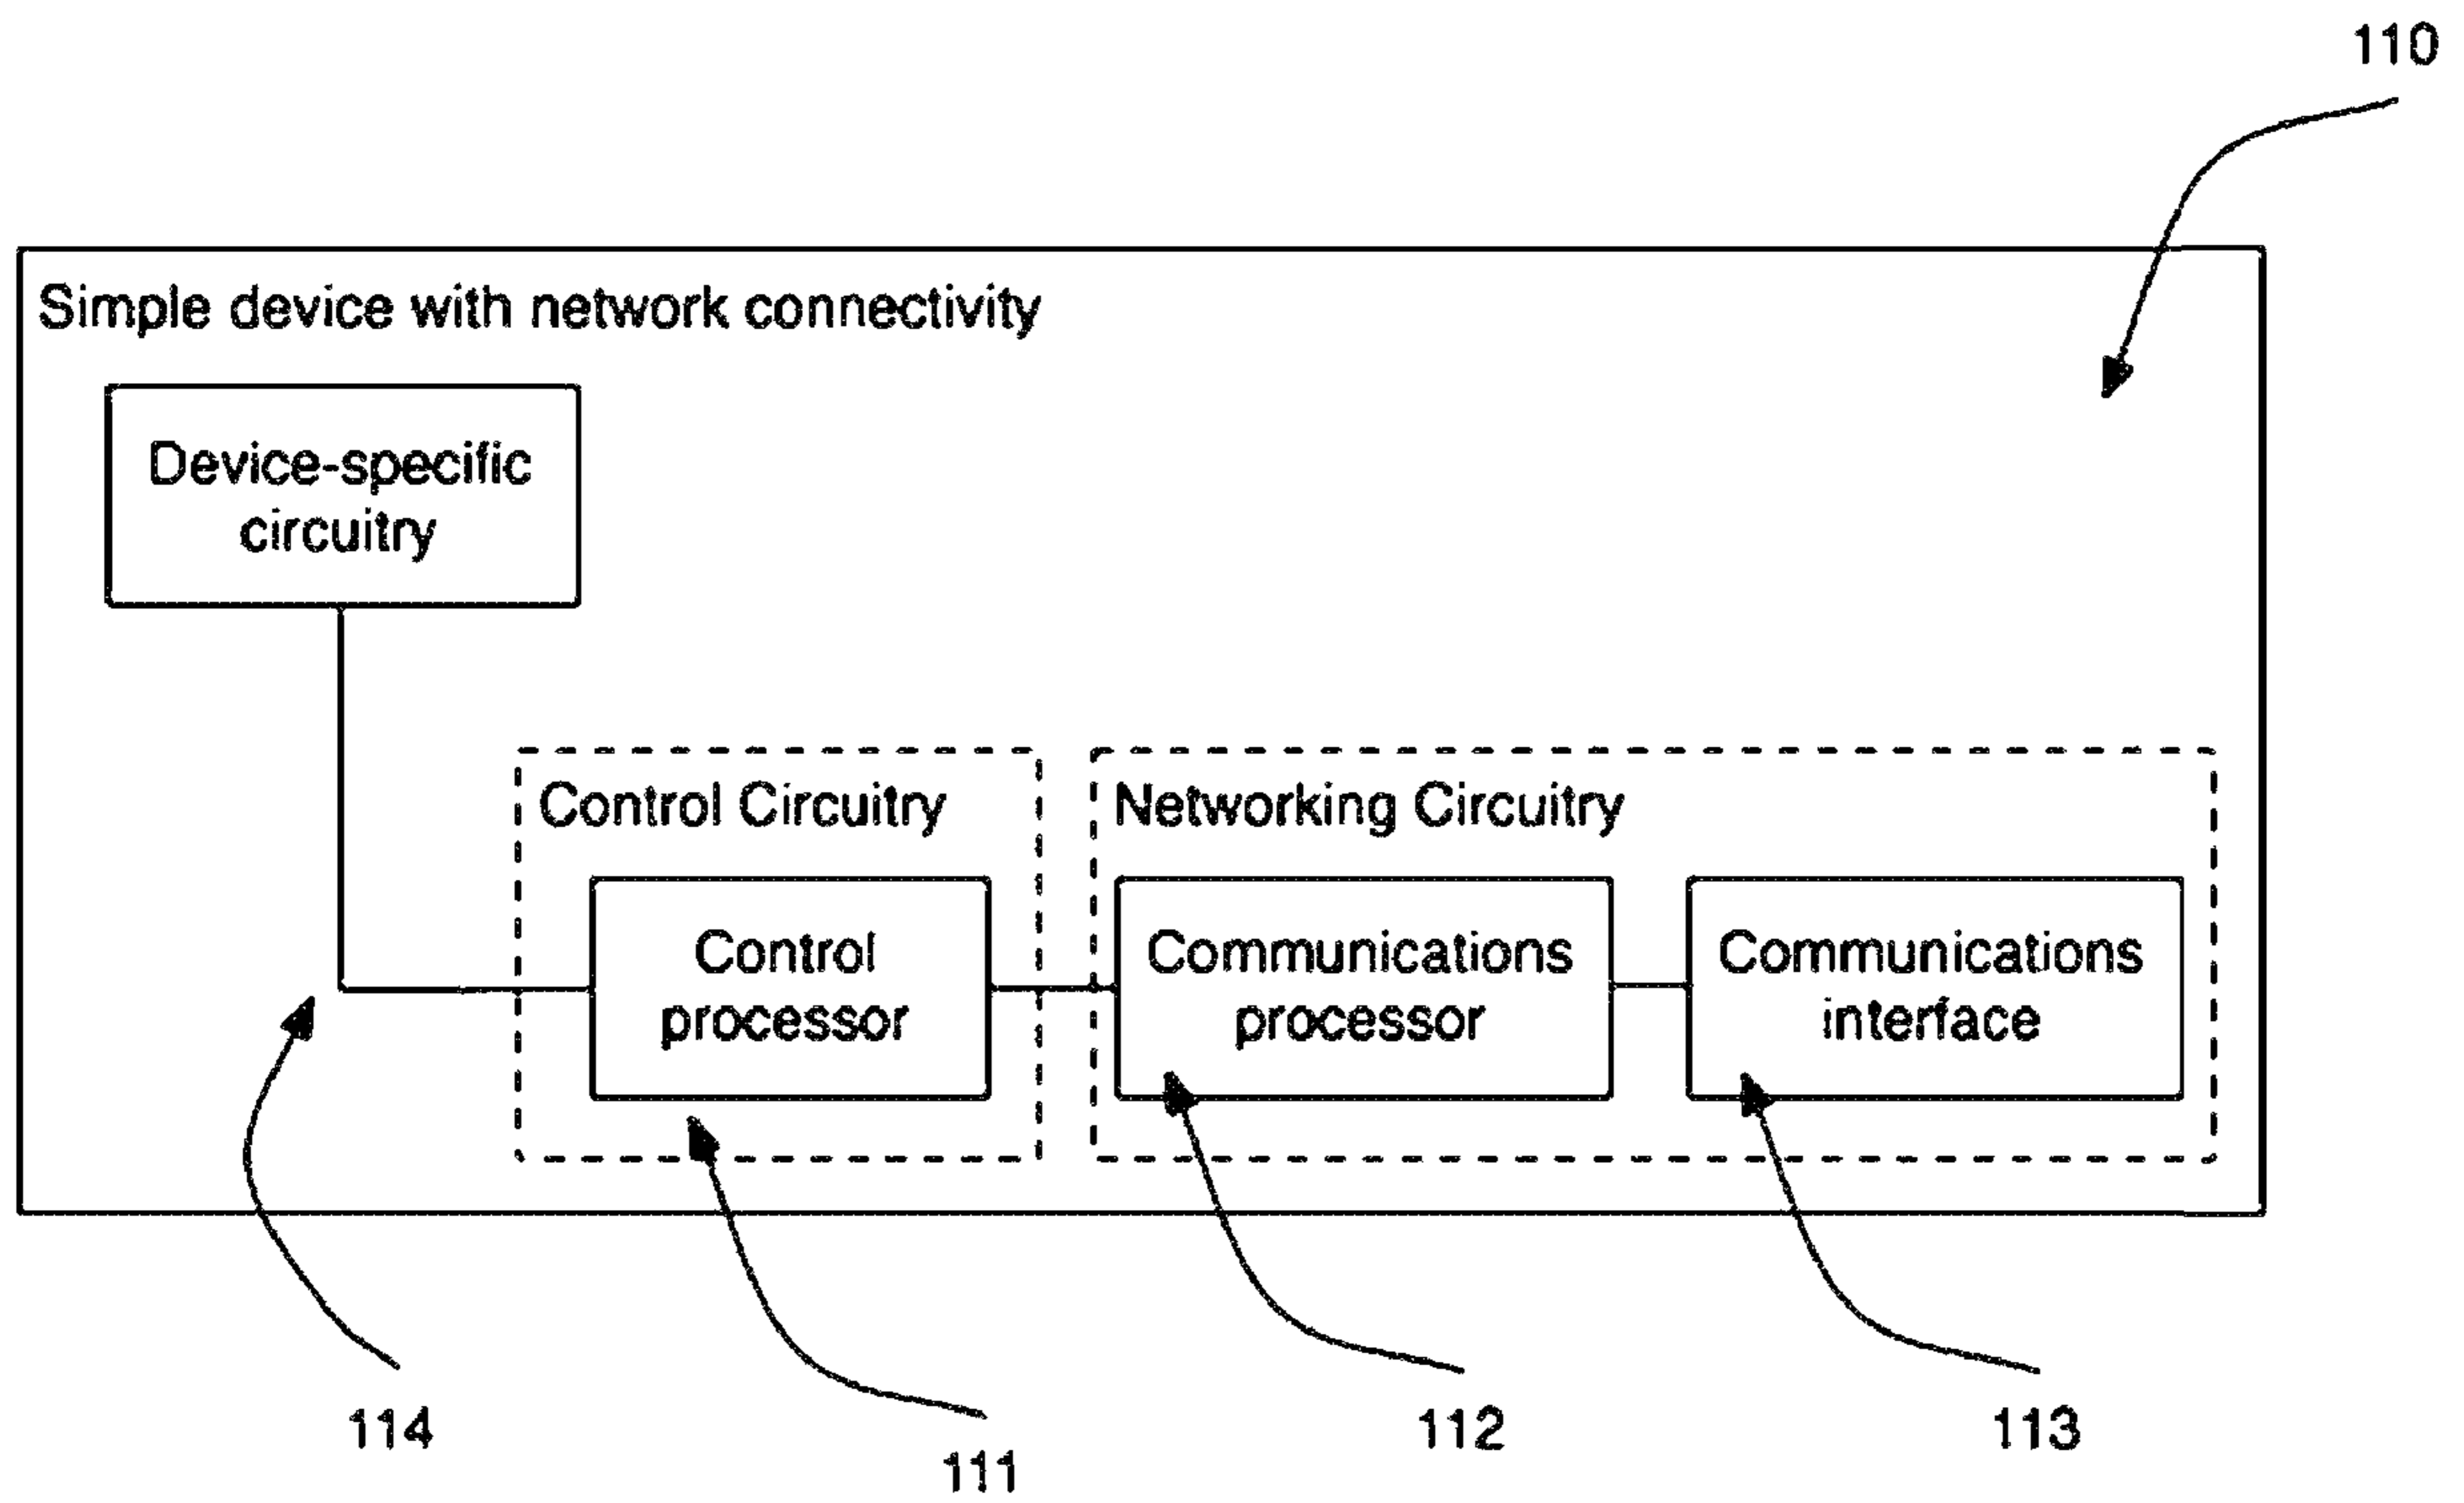 110
Simple device with network connectivity
Device-specific
circuitry
Control Circuitry
Networking Circuitry
Control
processor
Communications
processor
Communications
interface
114
111
112
113